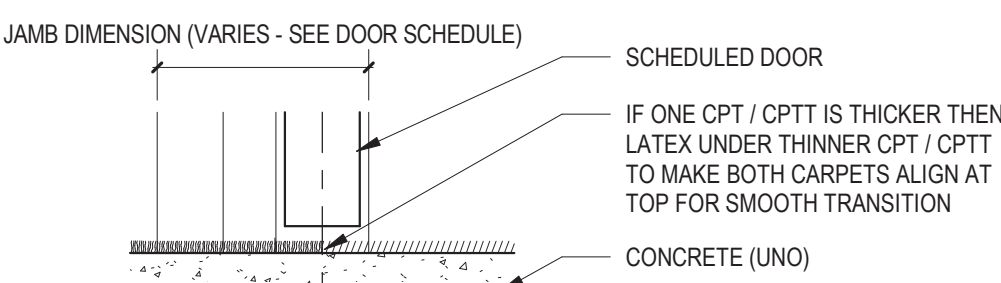 JAMB DIMENSION (VARIES - SEE DOOR SCHEDULE)
SCHEDULED DOOR
IF ONE CPT / CPTT IS THICKER THEN
LATEX UNDER THINNER CPT / CPTT
TO MAKE BOTH CARPETS ALIGN AT
TOP FOR SMOOTH TRANSITION
CONCRETE (UNO)